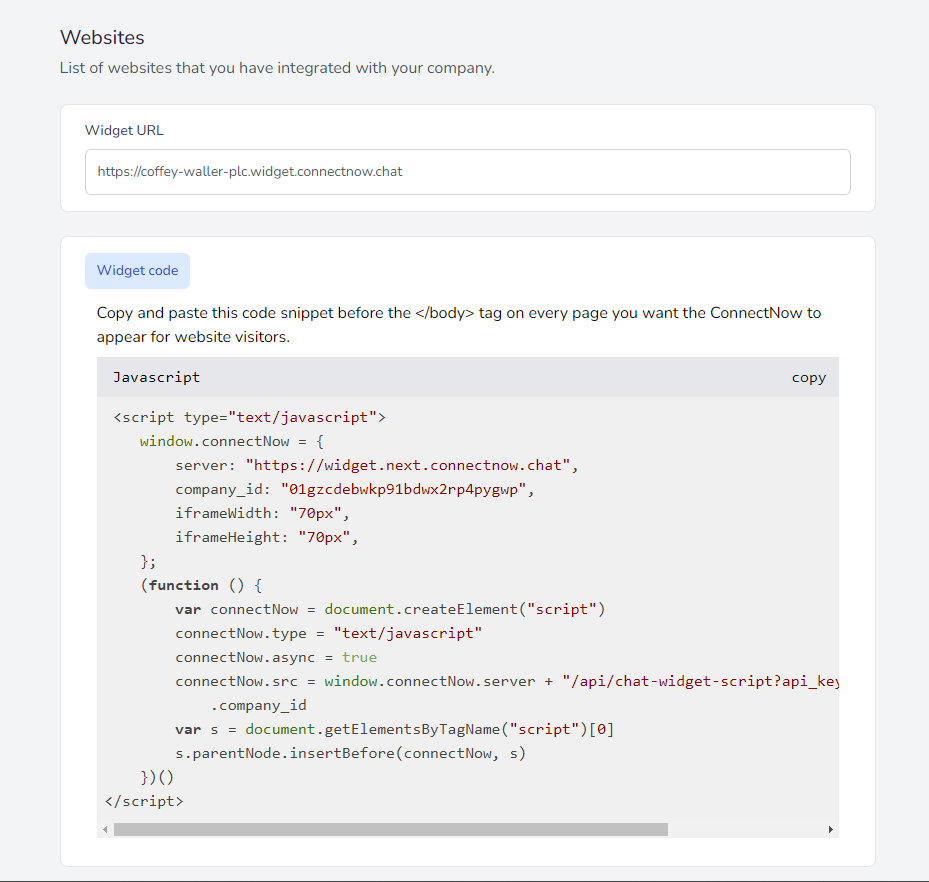 Websites
List of websites that you have integrated with your company.
Widget URL
https://coffey-waller-plc.widget.connectnow.chat
Widget code
Copy and paste this code snippet before the </body> tag on every page you want the ConnectNow to
appear for website visitors.
Javascript copy
<script type="text/javascript">
window.connectNow = {
server: "https://widget.next.connectnow.chat",
company_id: "01gzcdebwkp91bdwx2rp4pygwp",
iframeWidth: "70px",
iframeHeight: "70px",
};
(function () {
var connectNow = document.createElement("script")
connectNow.type = "text/javascript"
connectNow.async = true
connectNow.src = window.connectNow.server + "/api/chat-widget-script?api_key
.company_id
var s = document.getElementsByTagName("script")[0]
s.parentNode.insertBefore(connectNow, s)
})()
</script>